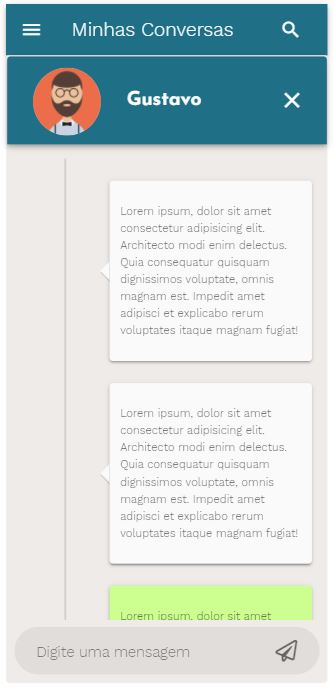 Minhas Conversas
Gustavo
Lorem ipsum, dolor sit amet
consectetur adipisicing elit.
Architecto modi enim delectus.
Quia consequatur quisquam
dignissimos voluptate, omnis
magnam est. Impedit amet
adipisci et explicabo rerum
voluptates itaque magnam fugiat!
Lorem ipsum, dolor sit amet
consectetur adipisicing elit.
Architecto modi enim delectus.
Quia consequatur quisquam
dignissimos voluptate, omnis
magnam est. Impedit amet
adipisci et explicabo rerum
voluptates itaque magnam fugiat!
Lorem ipsum, dolor sit amet
Digite uma mensagem